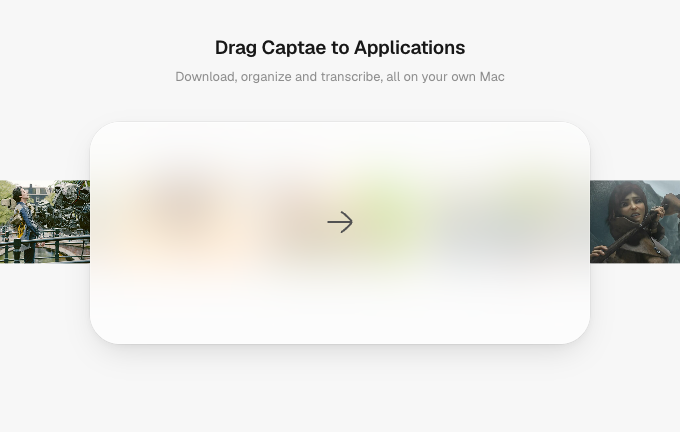 Drag Captae to Applications
Download, organize and transcribe, all on your own Mac